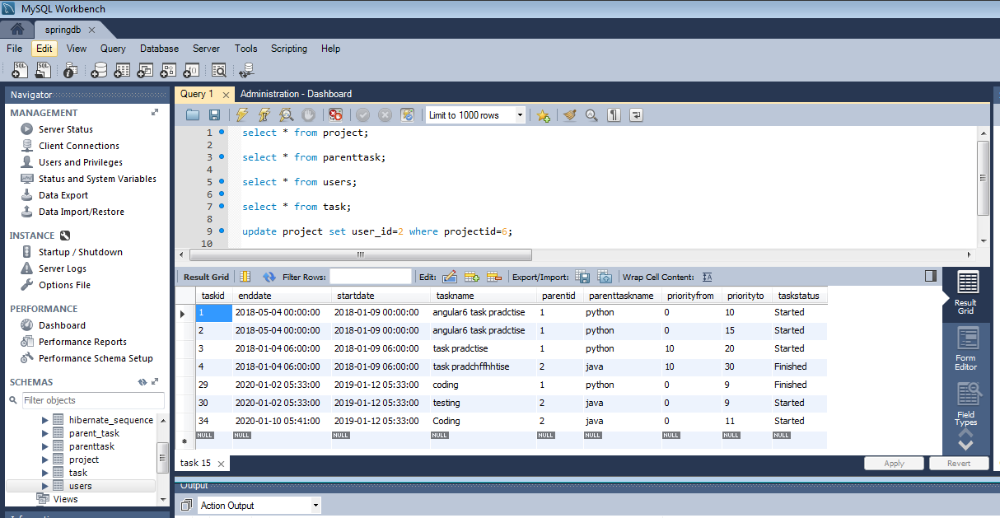 MySQL Workbench
springdb
File Edit View Query Database Server Tools Scripting Help
SQL SQL
Navigator
MANAGEMENT
Server Status
Client Connections
Users and Privileges
Status and System Variables
Data Export
Data Import/Restore
INSTANCE
Startup / Shutdown
Server Logs
Options File
PERFORMANCE
Dashboard
Performance Reports
Performance Schema Setup
SCHEMAS
Filter objects
hibernate_sequence
parent_task
parenttask
project
task
users
Views
Query 1 Administration - Dashboard
Limit to 1000 rows
1 select * from project;
2
3 select * from parenttask;
4
5 select * from users;
6
7 select * from task;
8
9 update project set user_id=2 where projectid=6;
10
Result Grid Filter Rows: Edit: Export/Import: Wrap Cell Content: IA
taskid enddate startdate taskname parentid parenttaskname priorityfrom priorityto taskstatus
1 2018-05-04 00:00:00 2018-01-09 00:00:00 angular6 task pradctise 1 python 0 10 Started
2 2018-05-04 00:00:00 2018-01-09 00:00:00 angular6 task pradctise 1 python 0 15 Started
3 2018-01-04 06:00:00 2018-01-09 06:00:00 task pradctise 1 python 10 20 Started
4 2018-01-04 06:00:00 2018-01-09 06:00:00 task pradchffhhtise 2 java 10 30 Finished
29 2020-01-02 05:33:00 2019-01-12 05:33:00 coding 1 python 0 9 Finished
30 2020-01-02 05:33:00 2019-01-12 05:33:00 testing 2 java 0 9 Started
34 2020-01-10 05:41:00 2019-01-12 05:33:00 Coding 2 java 0 11 Started
NULL NULL NULL NULL NULL NULL NULL NULL NULL
Result Grid
Form Editor
Field Types
task 15
Apply Revert
Output
Action Output